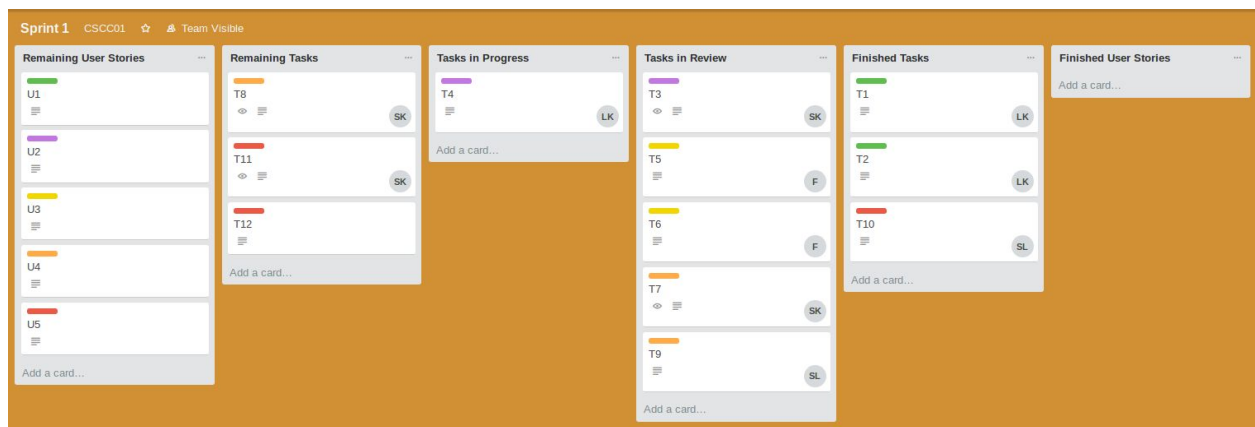 Sprint 1 CSCC01 Team Visible
Remaining User Stories
U1
U2
U3
U4
U5
Add a card...
Remaining Tasks
T8
SK
T11
SK
T12
Add a card...
Tasks in Progress
T4
LK
Add a card...
Tasks in Review
T3
SK
T5
F
T6
F
T7
SK
T9
SL
Add a card...
Finished Tasks
T1
LK
T2
LK
T10
SL
Add a card...
Finished User Stories
Add a card...